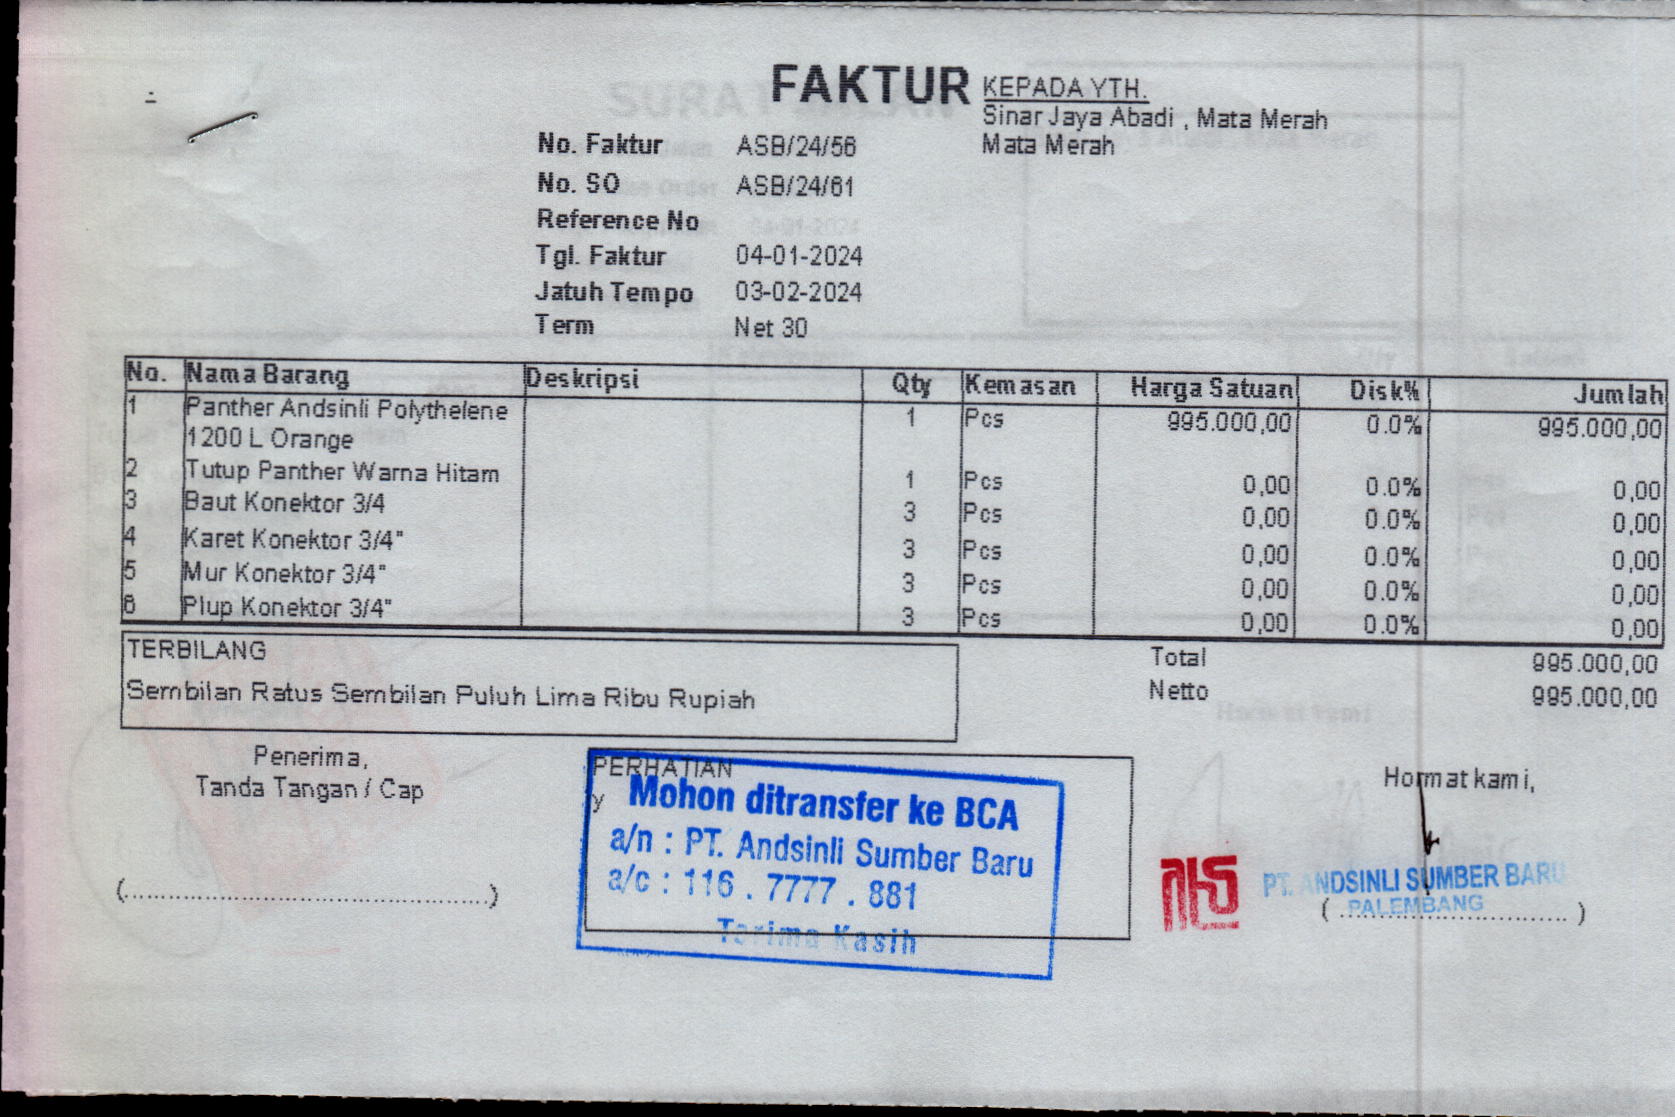 FAKTUR
KEPADA YTH.
Sinar Jaya Abadi , Mata Merah
Mata Merah
No. Faktur ASB/24/56
No. SO ASB/24/61
Reference No
Tgl. Faktur 04-01-2024
Jatuh Tempo 03-02-2024
Term Net 30
No. Nama Barang Deskripsi Qty Kemasan Harga Satuan Disk% Jumlah
1 Panther Andsinli Polythelene 1 Pcs 995.000,00 0.0% 995.000,00
1200 L Orange
2 Tutup Panther Warna Hitam 1 Pcs 0,00 0.0% 0,00
3 Baut Konektor 3/4 3 Pcs 0,00 0.0% 0,00
4 Karet Konektor 3/4" 3 Pcs 0,00 0.0% 0,00
5 Mur Konektor 3/4" 3 Pcs 0,00 0.0% 0,00
6 Plup Konektor 3/4" 3 Pcs 0,00 0.0% 0,00
TERBILANG
Sembilan Ratus Sembilan Puluh Lima Ribu Rupiah
Total 995.000,00
Netto 995.000,00
Penerima,
Tanda Tangan / Cap
(..................................................)
PERHATIAN
y
Mohon ditransfer ke BCA
a/n : PT. Andsinli Sumber Baru
a/c : 116 . 7777 . 881
Terima Kasih
Hormat kami,
PT. ANDSINLI SUMBER BARU
PALEMBANG
( ................................ )